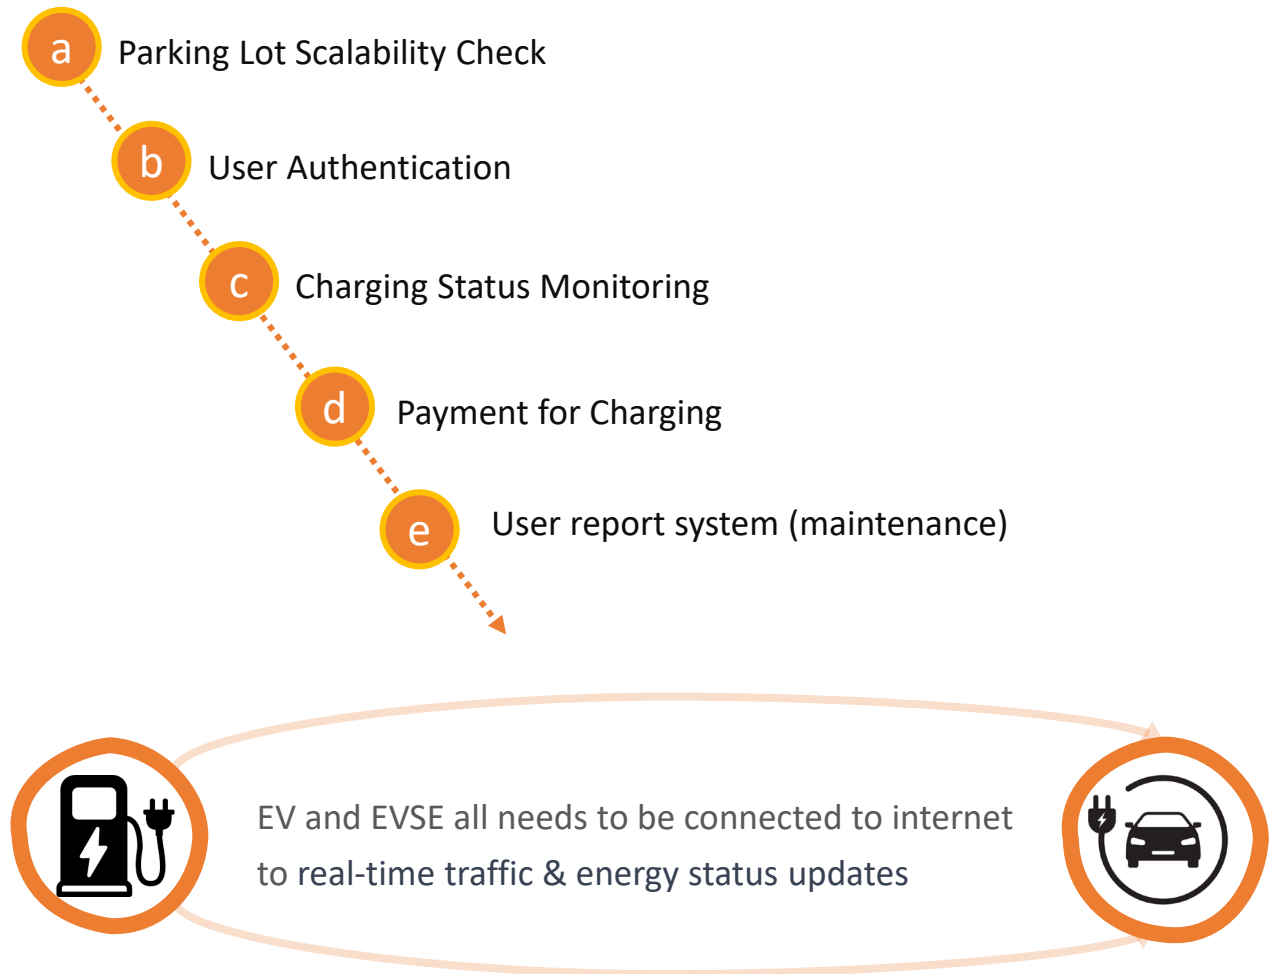 a
Parking Lot Scalability Check
b
User Authentication
c
Charging Status Monitoring
d
Payment for Charging
e
User report system (maintenance)
EV and EVSE all needs to be connected to internet
to real-time traffic & energy status updates